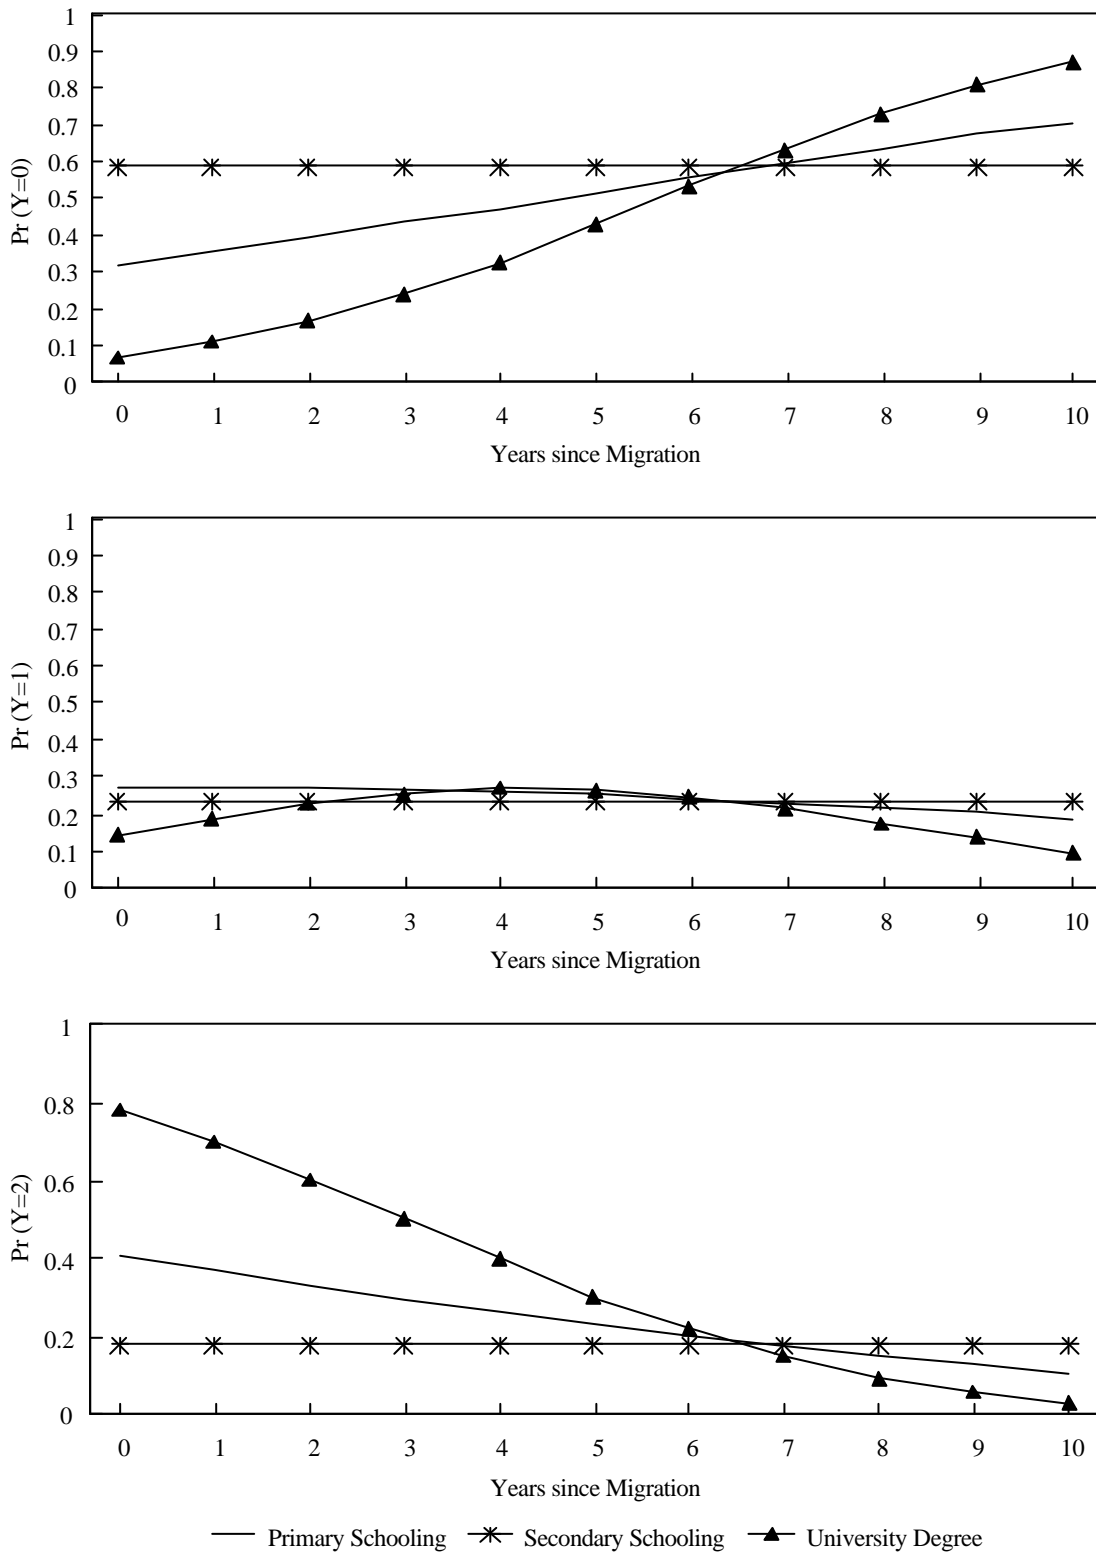 1
0.9
0.8
0.7
0.6
0.5
0.4
0.3
0.2
0.1
0
Pr (Y=0)
0 1 2 3 4 5 6 7 8 9 10
Years since Migration
1
0.9
0.8
0.7
0.6
0.5
0.4
0.3
0.2
0.1
0
Pr (Y=1)
0 1 2 3 4 5 6 7 8 9 10
Years since Migration
1
0.8
0.6
0.4
0.2
0
Pr (Y=2)
0 1 2 3 4 5 6 7 8 9 10
Years since Migration
Primary Schooling Secondary Schooling University Degree